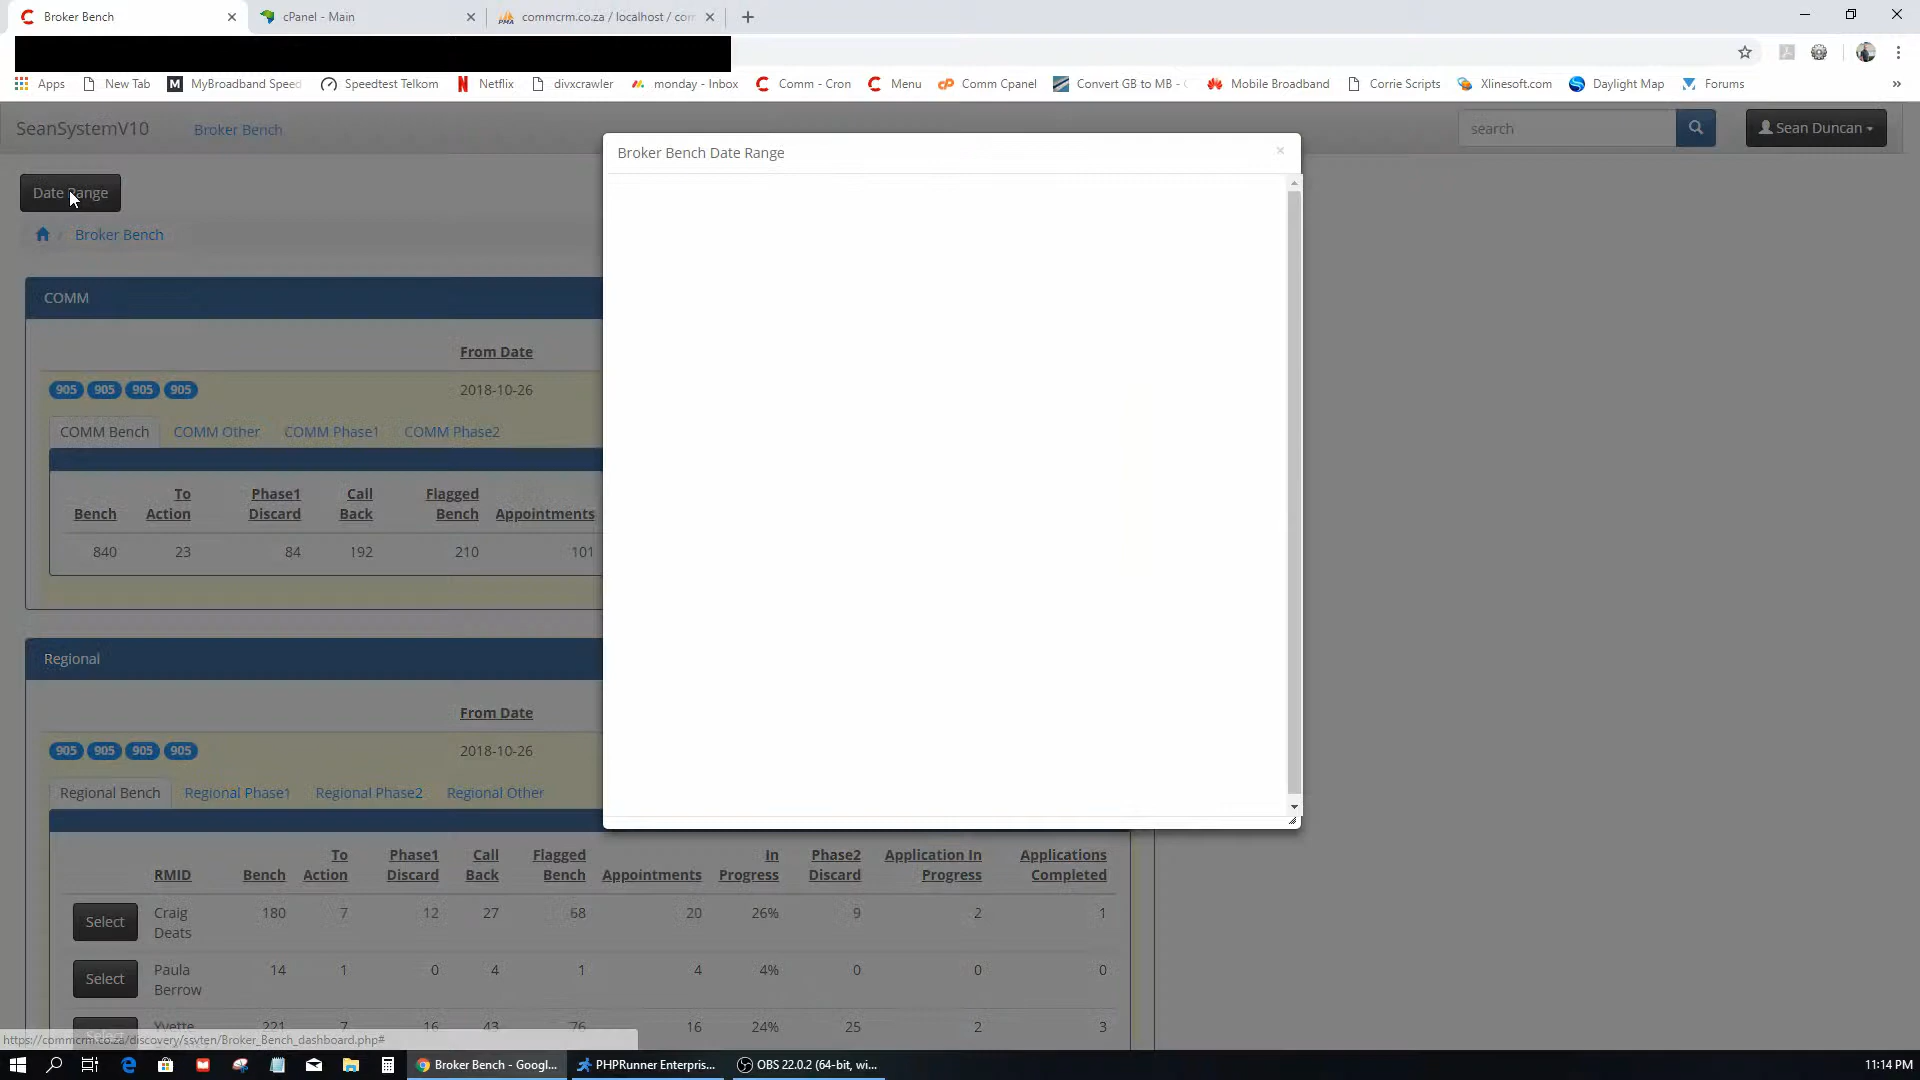 Broker Bench
cPanel - Main
commcrm.co.za / localhost / con
Apps
New Tab
MyBroadband Speed
Speedtest Telkom
Netflix
divxcrawler
monday - Inbox
Comm - Cron
Menu
Comm Cpanel
Convert GB to MB -
Mobile Broadband
Corrie Scripts
Xlinesoft.com
Daylight Map
Forums
»
SeanSystemV10
Broker Bench
search
Sean Duncan
Date Range
Broker Bench
Broker Bench Date Range
×
COMM
From Date
905 905 905 905
2018-10-26
COMM Bench COMM Other COMM Phase1 COMM Phase2
Bench To Action Phase1 Discard Call Back Flagged Bench Appointments
840 23 84 192 210 101
Regional
From Date
905 905 905 905
2018-10-26
Regional Bench Regional Phase1 Regional Phase2 Regional Other
RMID Bench To Action Phase1 Discard Call Back Flagged Bench Appointments In Progress Phase2 Discard Application In Progress Applications Completed
Select Craig Deats 180 7 12 27 68 20 26% 9 2 1
Select Paula Berrow 14 1 0 4 1 4 4% 0 0 0
Select Yvette 221 7 16 43 76 16 24% 25 2 3
https://commcrm.co.za/discovery/ssvten/Broker_Bench_dashboard.php#
Broker Bench - Googl...
PHPRunner Enterpris...
OBS 22.0.2 (64-bit, wi...
11:14 PM